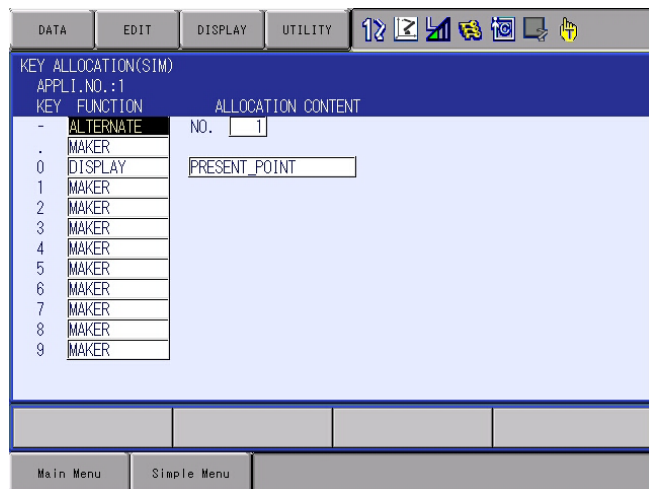 DATA EDIT DISPLAY UTILITY
KEY ALLOCATION(SIM)
APPLI.NO.:1
KEY FUNCTION ALLOCATION CONTENT
- ALTERNATE NO. 1
. MAKER
0 DISPLAY PRESENT_POINT
1 MAKER
2 MAKER
3 MAKER
4 MAKER
5 MAKER
6 MAKER
7 MAKER
8 MAKER
9 MAKER
Main Menu Simple Menu